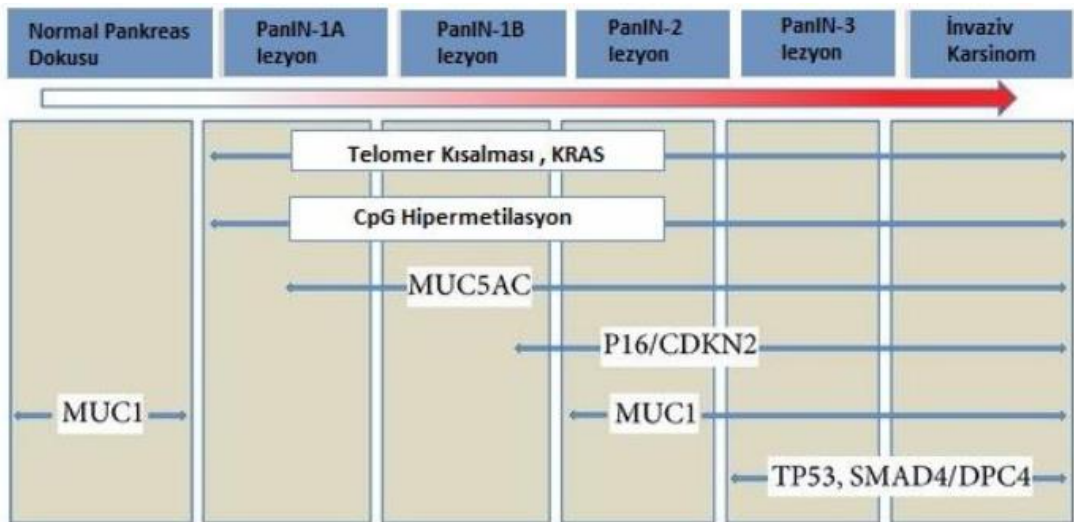 Normal Pankreas
Dokusu
PanIN-1A
lezyon
PanIN-1B
lezyon
PanIN-2
lezyon
PanIN-3
lezyon
İnvaziv
Karsinom
Telomer Kısalması , KRAS
CpG Hipermetilasyon
MUC5AC
P16/CDKN2
MUC1
MUC1
TP53, SMAD4/DPC4